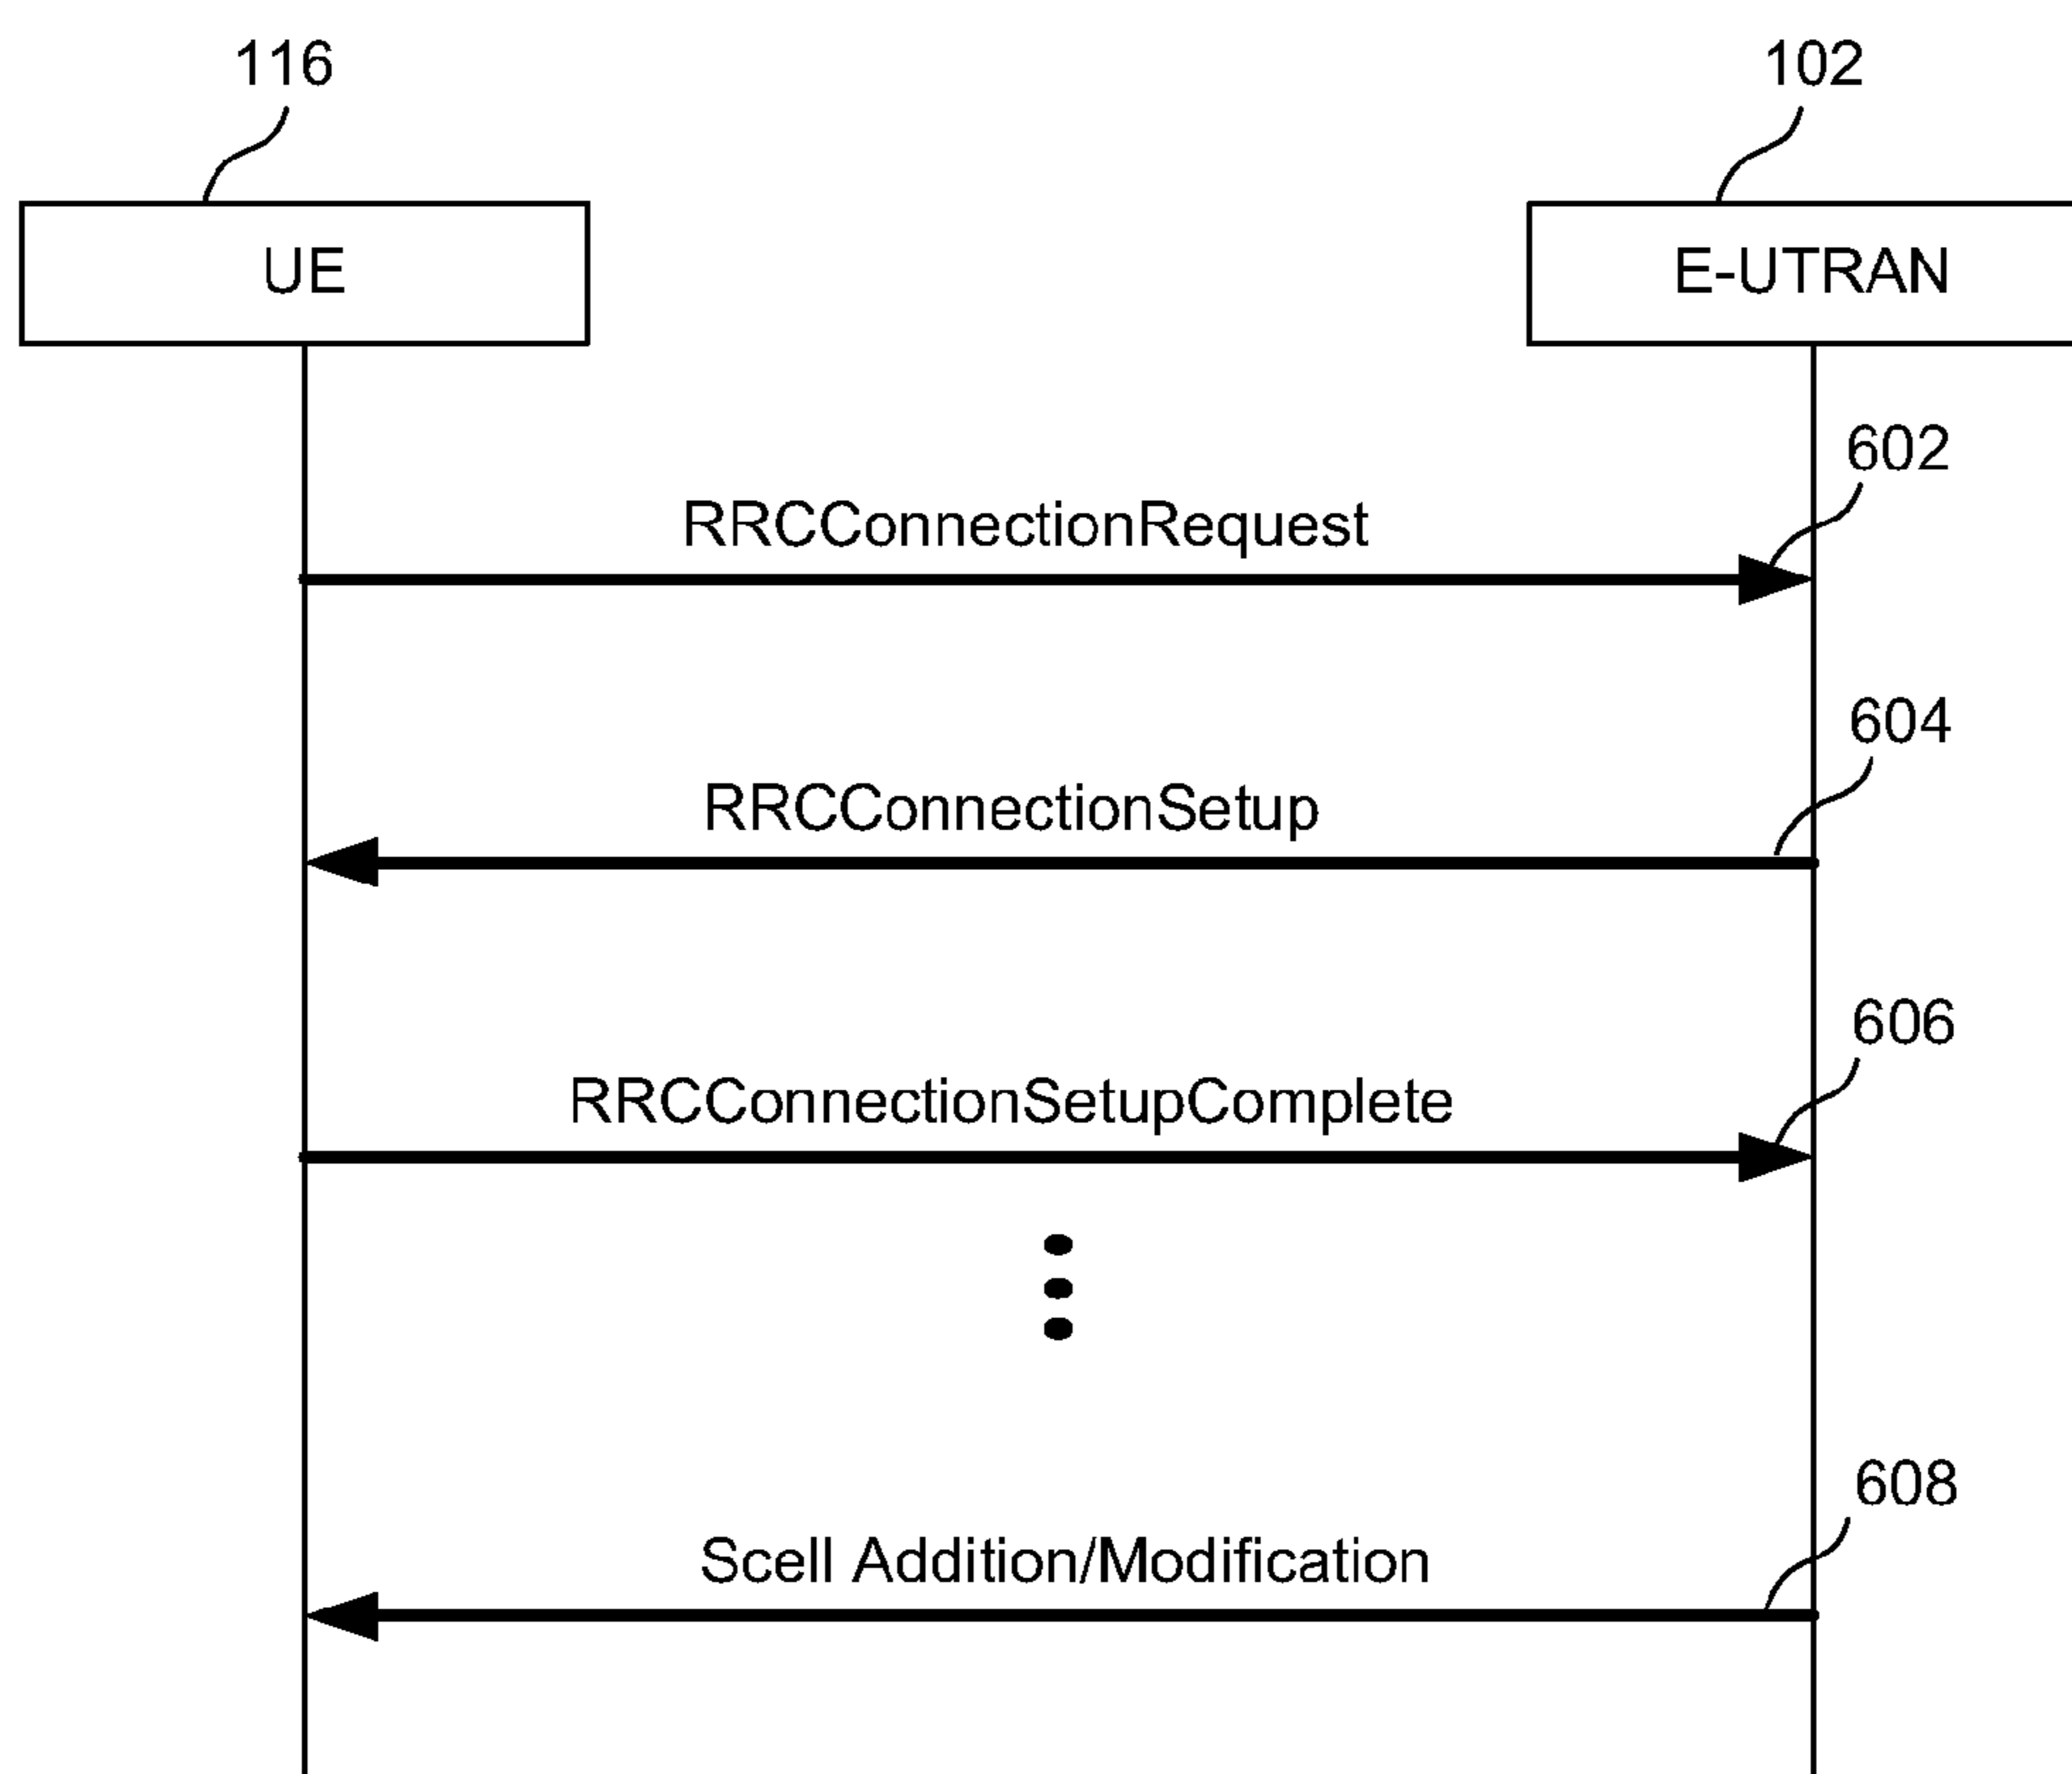 116
102
UE
E-UTRAN
602
RRCConnectionRequest
604
RRCConnectionSetup
606
RRCConnectionSetupComplete
608
Scell Addition/Modification